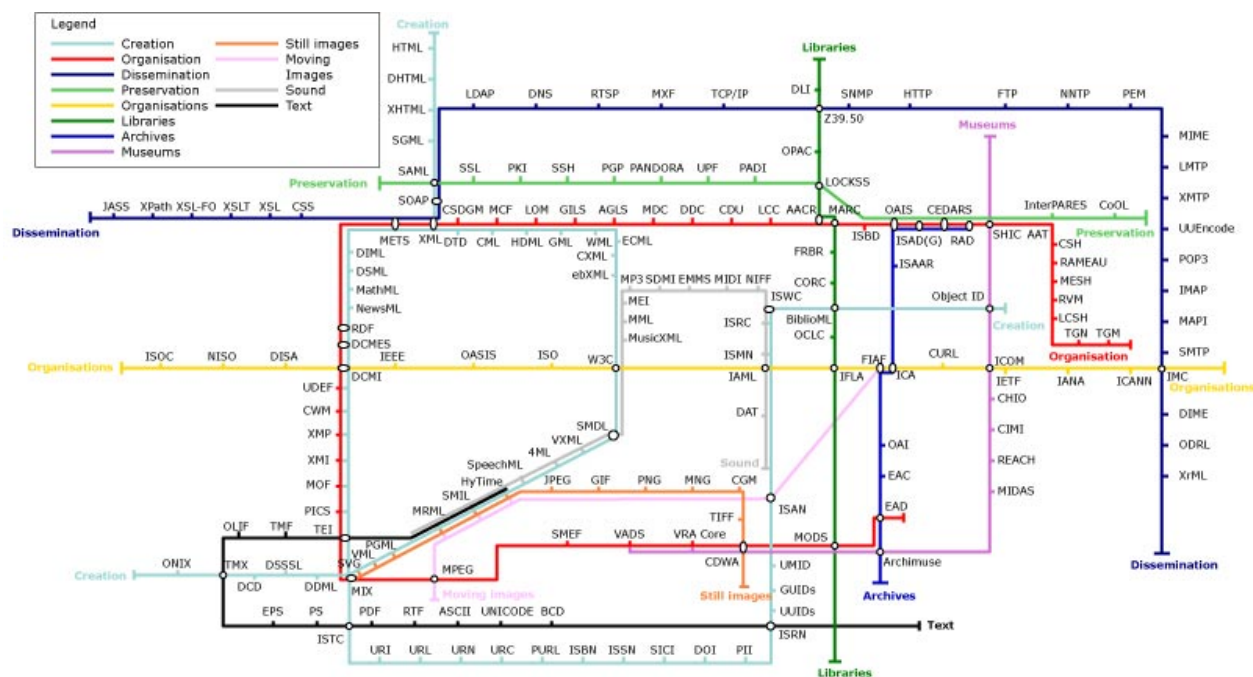 Legend
Creation
Organisation
Dissemination
Preservation
Organisations
Libraries
Archives
Museums
Still images
Moving
Images
Sound
Text
Creation
HTML
DHTML
XHTML
SGML
SAML
SOAP
Libraries
DLI
LDAP DNS RTSP MXF TCP/IP SNMP HTTP FTP NNTP PEM
Z39.50
Museums
OPAC
MIME
LMTP
XMTP
UUEncode
POP3
IMAP
MAPI
SMTP
IMC
DIME
ODRL
XrML
Dissemination
Preservation
SSL PKI SSH PGP PANDORA UPF PADI
LOCKSS
OAIS CEDARS InterPARES CoOL
Preservation
JASS XPath XSL-FO XSLT XSL CSS
Dissemination
METS XML
CSDGM MCF LOM GILS AGLS MDC DDC CDU LCC AACR MARC
ISBD
ISAD(G) RAD
SHIC AAT
DTD CML HDML GML WML ECML
CXML
ebXML
DIML
DSML
MathML
NewsML
RDF
DCMES
FRBR
CORC
BiblioML
OCLC
ISAAR
CSH
RAMEAU
MESH
RVM
LCSH
TGN TGM
Organisation
MP3 SDMI EMMS MIDI NIFF
MEI
MML
MusicXML
ISWC
ISRC
ISMN
Object ID
Creation
Organisations
ISOC NISO DISA
DCMI
IEEE OASIS ISO W3C
IAML
IFLA
FIAF
ICA
CURL
ICOM
IETF IANA ICANN
Organisations
UDEF
CWM
XMP
XMI
MOF
PICS
TEI
DAT
Sound
CHIO
CIMI
REACH
MIDAS
OAI
EAC
EAD
SMDL
VXML
4ML
SpeechML
HyTime
SMIL
MRML
PGML
VML
SVG
JPEG GIF PNG MNG CGM
TIFF
ISAN
OLIF TMF
SMEF VADS VRA Core
CDWA
MODS
Archimuse
Creation
ONIX
TMX
DCD
DSSSL
DDML
MIX
MPEG
Moving images
Still images
UMID
GUIDs
UUIDs
Archives
EPS PS
ISTC
PDF RTF ASCII UNICODE BCD
ISRN
Text
URI URL URN URC PURL ISBN ISSN SICI DOI PII
Libraries